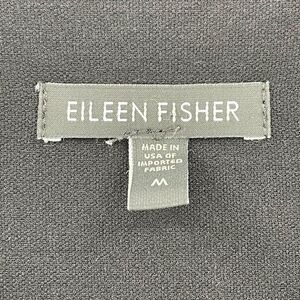 EILEEN FISHER
MADE IN
USA OF
IMPORTED
FABRIC
M